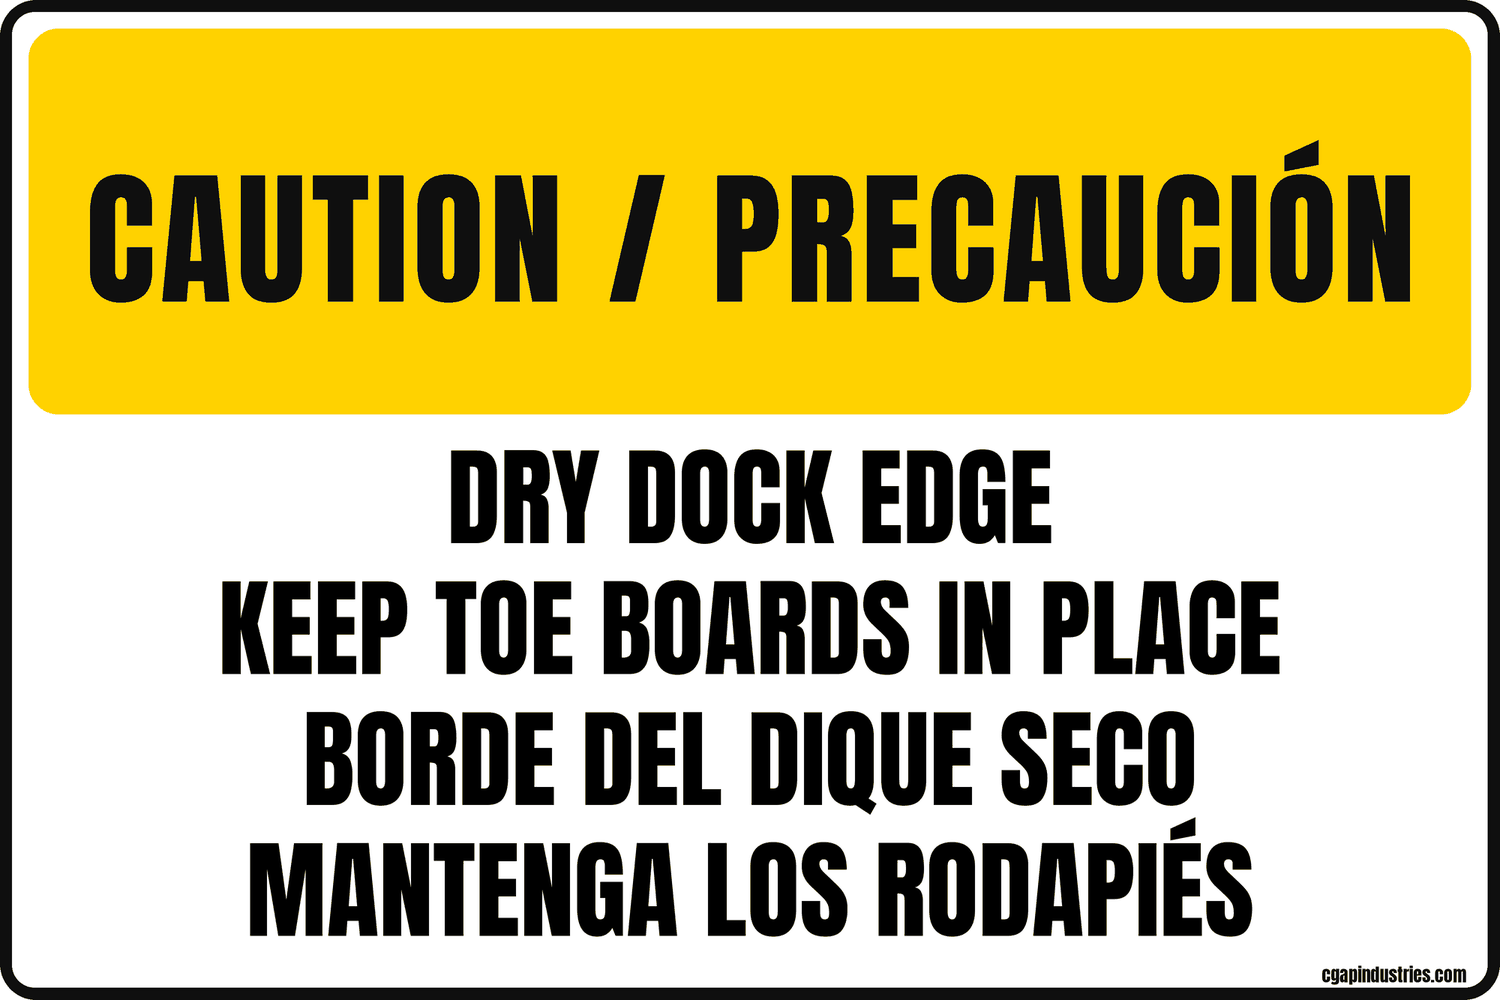 CAUTION / PRECAUCIÓN
DRY DOCK EDGE
KEEP TOE BOARDS IN PLACE
BORDE DEL DIQUE SECO
MANTENGA LOS RODAPIÉS
cgapindustries.com